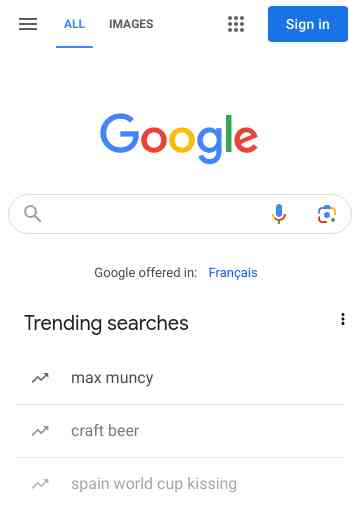 ALL IMAGES Sign in
Google
Google offered in: Français
Trending searches
max muncy
craft beer
spain world cup kissing